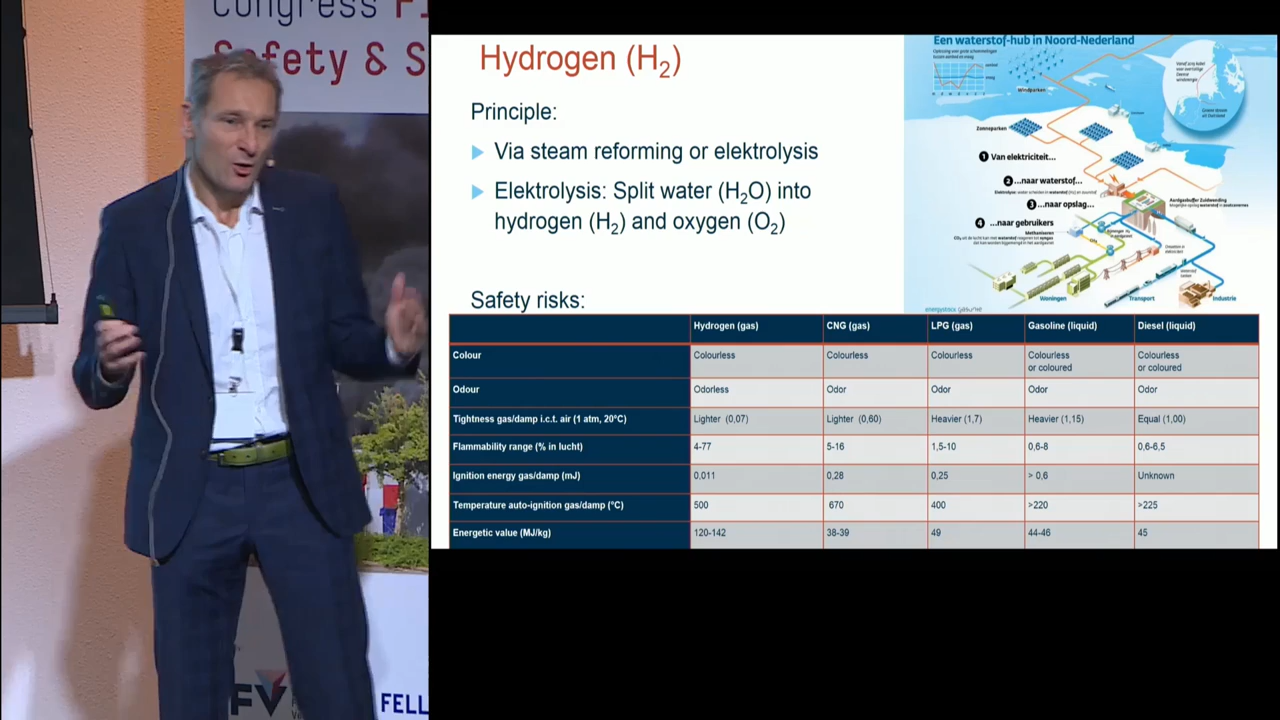 congress F
Safety & S
FV
FELL
Hydrogen (H₂)
Principle:
Via steam reforming or elektrolysis
Elektrolysis: Split water (H₂O) into
hydrogen (H₂) and oxygen (O₂)
Safety risks:
Een waterstof-hub in Noord-Nederland
Windparken
Zonneparken
1 Van elektriciteit...
2 ...naar waterstof...
3 ...naar opslag...
4 ...naar gebruikers
Aardgasbuffer Zuidwending
Methaniseren
Woningen
Transport
Industrie
energystock gasunie
Hydrogen (gas) CNG (gas) LPG (gas) Gasoline (liquid) Diesel (liquid)
Colour Colourless Colourless Colourless Colourless or coloured Colourless or coloured
Odour Odorless Odor Odor Odor Odor
Tightness gas/damp i.c.t. air (1 atm, 20°C) Lighter (0,07) Lighter (0,60) Heavier (1,7) Heavier (1,15) Equal (1,00)
Flammability range (% in lucht) 4-77 5-16 1,5-10 0,6-8 0,6-6,5
Ignition energy gas/damp (mJ) 0,011 0,28 0,25 > 0,6 Unknown
Temperature auto-ignition gas/damp (°C) 500 670 400 >220 >225
Energetic value (MJ/kg) 120-142 38-39 49 44-46 45